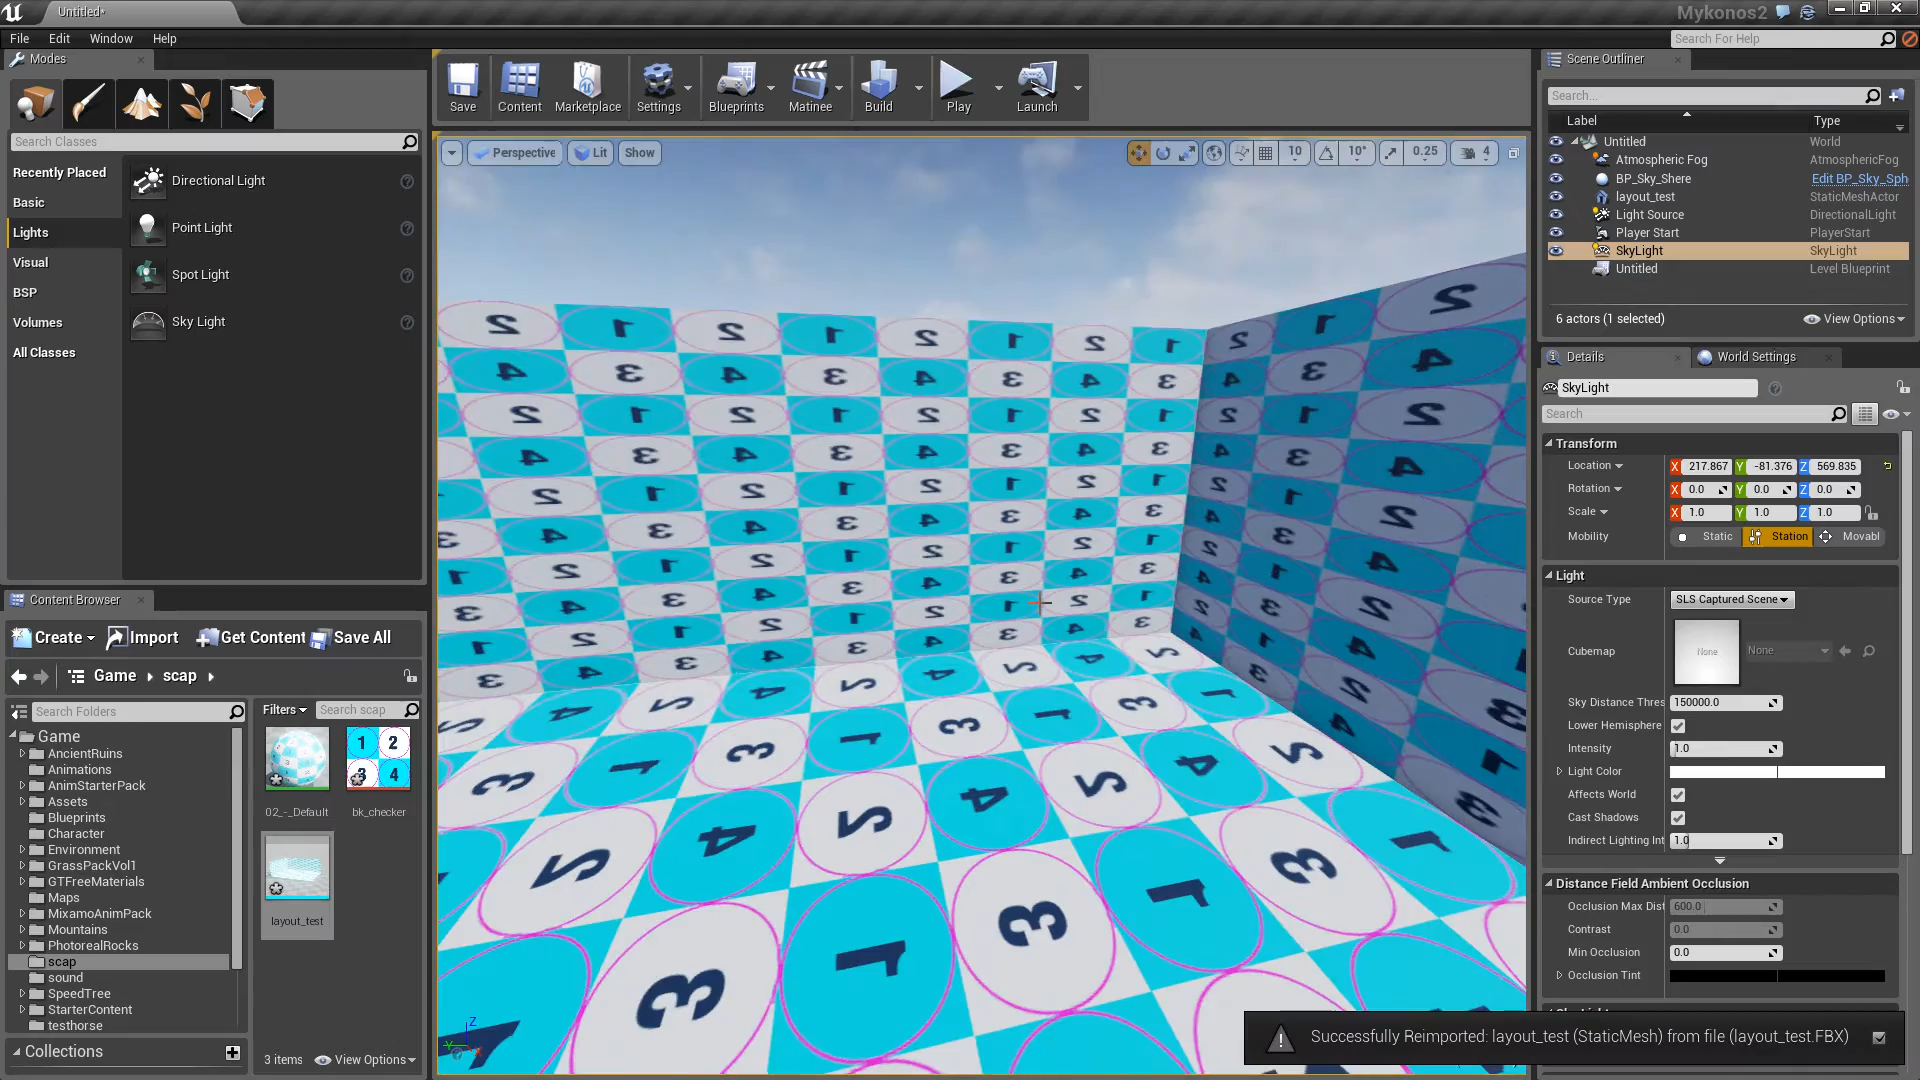 Untitled*
Mykonos2
File Edit Window Help
Search For Help
Modes
Search Classes
Recently Placed
Basic
Lights
Visual
BSP
Volumes
All Classes
Directional Light
Point Light
Spot Light
Sky Light
Save
Content
Marketplace
Settings
Blueprints
Matinee
Build
Play
Launch
Perspective
Lit
Show
10
10°
0.25
4
Scene Outliner
Search...
Label Type
Untitled World
Atmospheric Fog AtmosphericFog
BP_Sky_Shere Edit BP_Sky_Sph
layout_test StaticMeshActor
Light Source DirectionalLight
Player Start PlayerStart
SkyLight SkyLight
Untitled Level Blueprint
6 actors (1 selected) View Options
Details
World Settings
SkyLight
Search
Transform
Location X 217.867 Y -81.376 Z 569.835
Rotation X 0.0 Y 0.0 Z 0.0
Scale X 1.0 Y 1.0 Z 1.0
Mobility Static Station Movabl
Light
Source Type SLS Captured Scene
Cubemap None None
Sky Distance Thres 150000.0
Lower Hemisphere
Intensity 1.0
Light Color
Affects World
Cast Shadows
Indirect Lighting Int 1.0
Distance Field Ambient Occlusion
Occlusion Max Dist 600.0
Contrast 0.0
Min Occlusion 0.0
Occlusion Tint
Content Browser
Create Import Get Content Save All
Game scap
Search Folders
Filters
Search scap
Game
AncientRuins
Animations
AnimStarterPack
Assets
Blueprints
Character
Environment
GrassPackVol1
GTFreeMaterials
Maps
MixamoAnimPack
Mountains
PhotorealRocks
scap
sound
SpeedTree
StarterContent
testhorse
Collections
1 2
3 4
02_-_Default
bk_checker
layout_test
3 items View Options
Successfully Reimported: layout_test (StaticMesh) from file (layout_test.FBX)